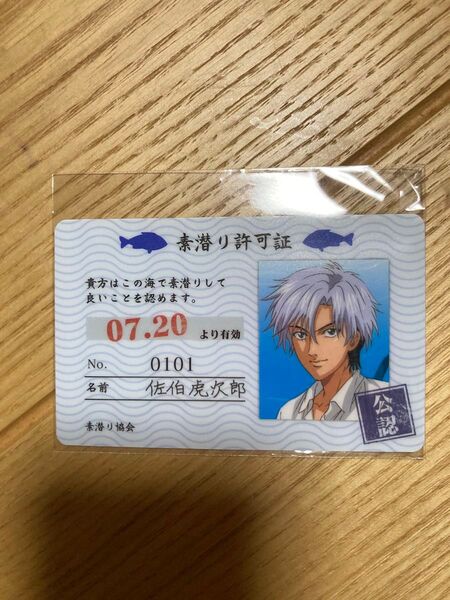 素潜り許可証
貴方はこの海で素潜りして
良いことを認めます。
07.20 より有効
No. 0101
名前 佐伯虎次郎
素潜り協会
公認